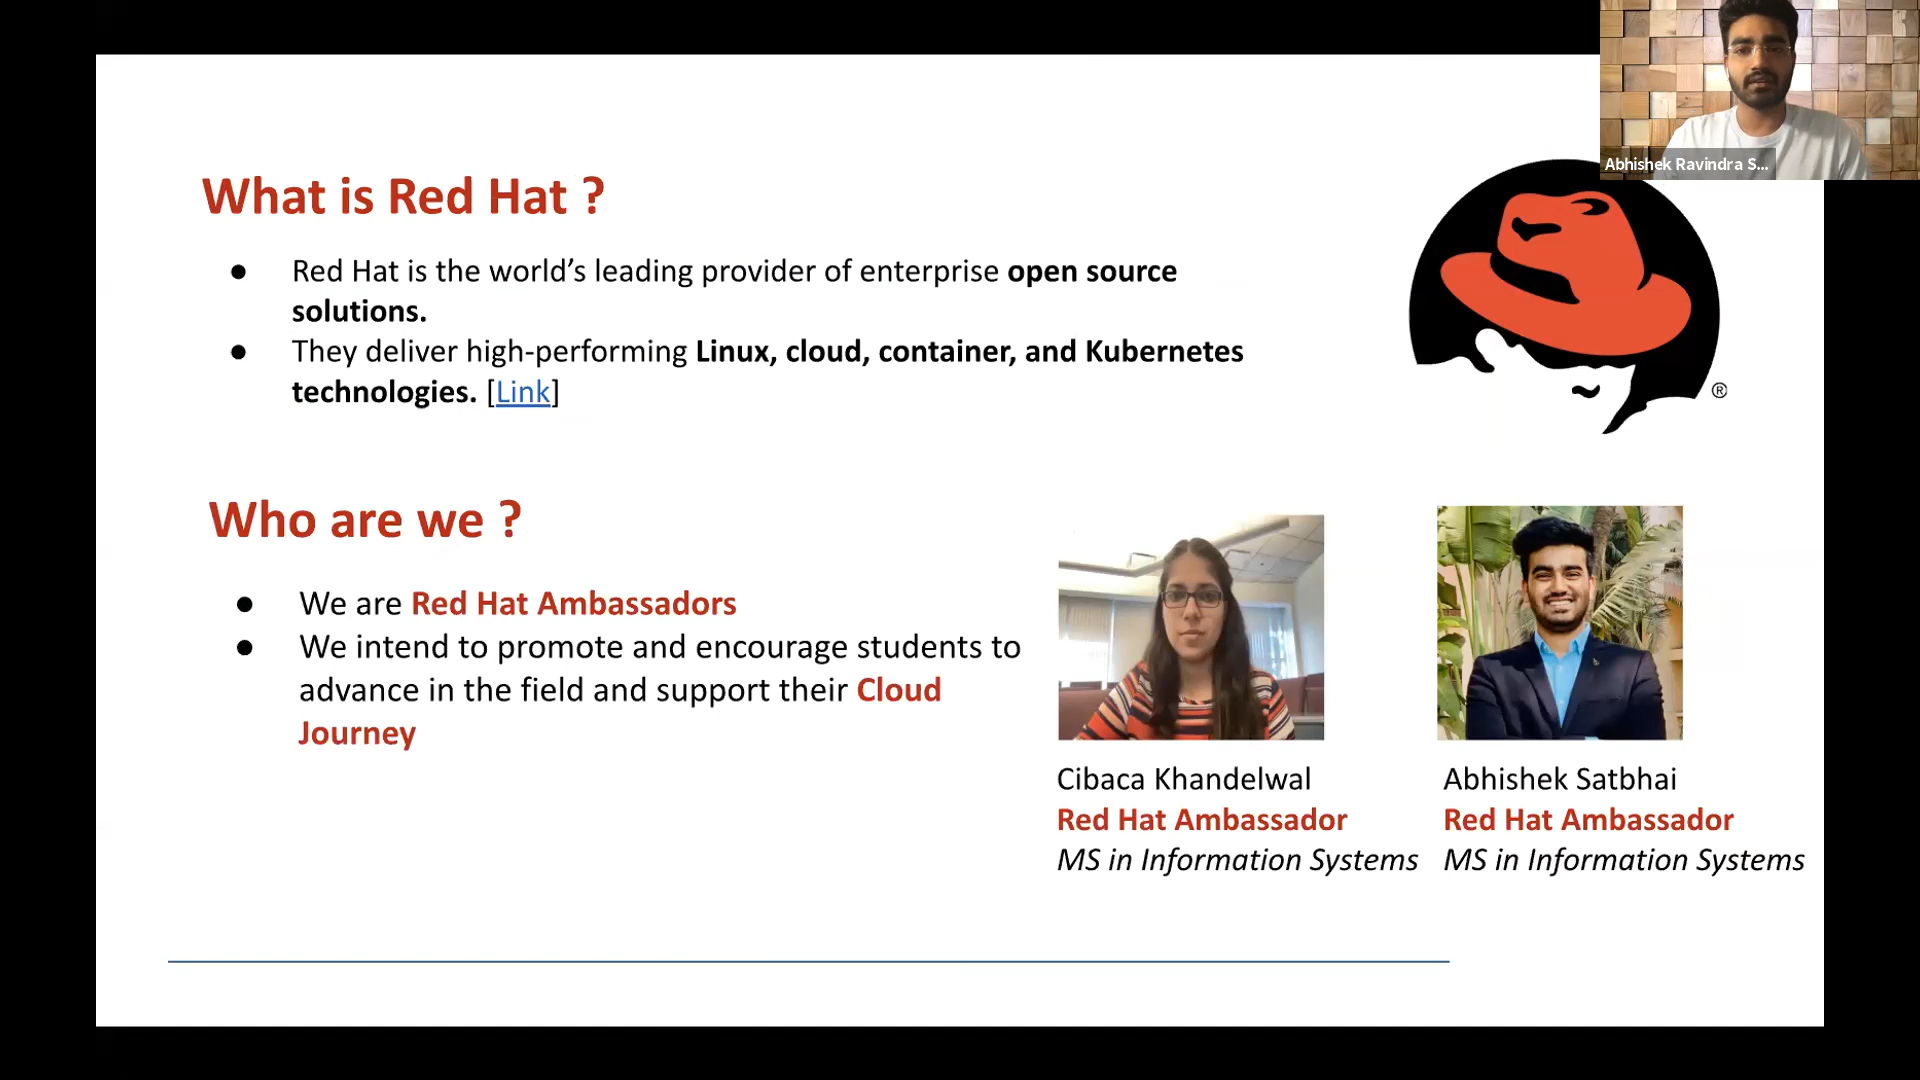 Abhishek Ravindra S...
What is Red Hat ?
● Red Hat is the world’s leading provider of enterprise open source
solutions.
● They deliver high-performing Linux, cloud, container, and Kubernetes
technologies. [Link]
®
Who are we ?
● We are Red Hat Ambassadors
● We intend to promote and encourage students to
advance in the field and support their Cloud
Journey
Cibaca Khandelwal
Red Hat Ambassador
MS in Information Systems
Abhishek Satbhai
Red Hat Ambassador
MS in Information Systems